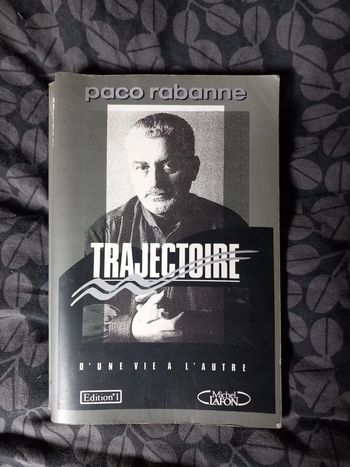 paco rabanne
TRAJECTOIRE
D'UNE VIE A L'AUTRE
Edition°1
Michel
LAFON